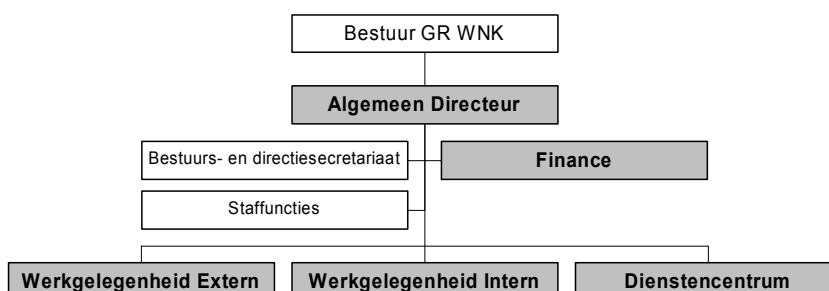 Bestuur GR WNK
Algemeen Directeur
Bestuurs- en directiesecretariaat
Finance
Staffuncties
Werkgelegenheid Extern
Werkgelegenheid Intern
Dienstencentrum